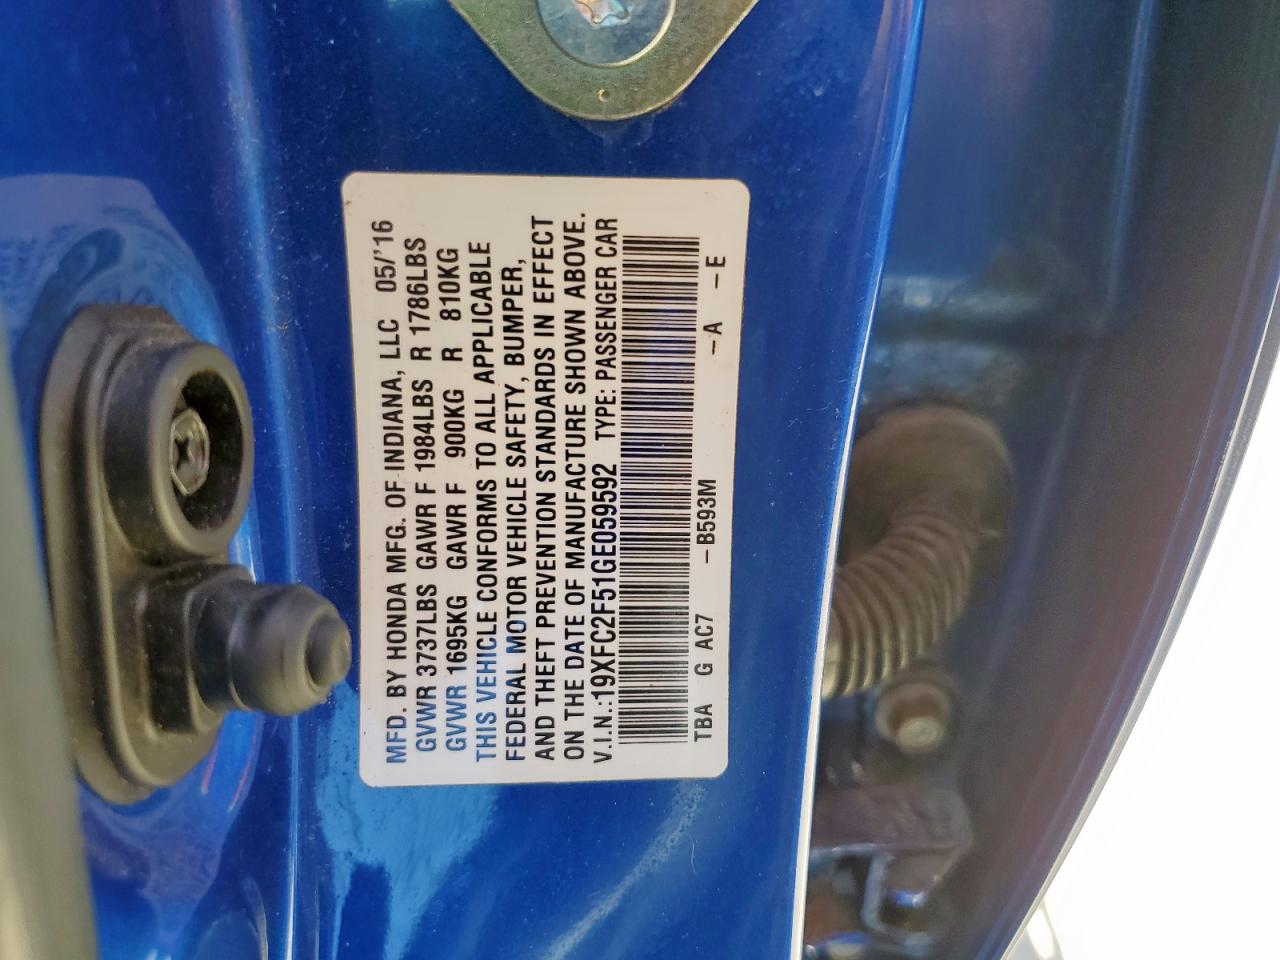 MFD. BY HONDA MFG. OF INDIANA, LLC 05/'16
GVWR 3737LBS GAWR F 1984LBS R 1786LBS
GVWR 1695KG GAWR F 900KG R 810KG
THIS VEHICLE CONFORMS TO ALL APPLICABLE
FEDERAL MOTOR VEHICLE SAFETY, BUMPER,
AND THEFT PREVENTION STANDARDS IN EFFECT
ON THE DATE OF MANUFACTURE SHOWN ABOVE.
V.I.N.:19XFC2F51GE059592 TYPE: PASSENGER CAR
TBA G AC7 -B593M -A -E